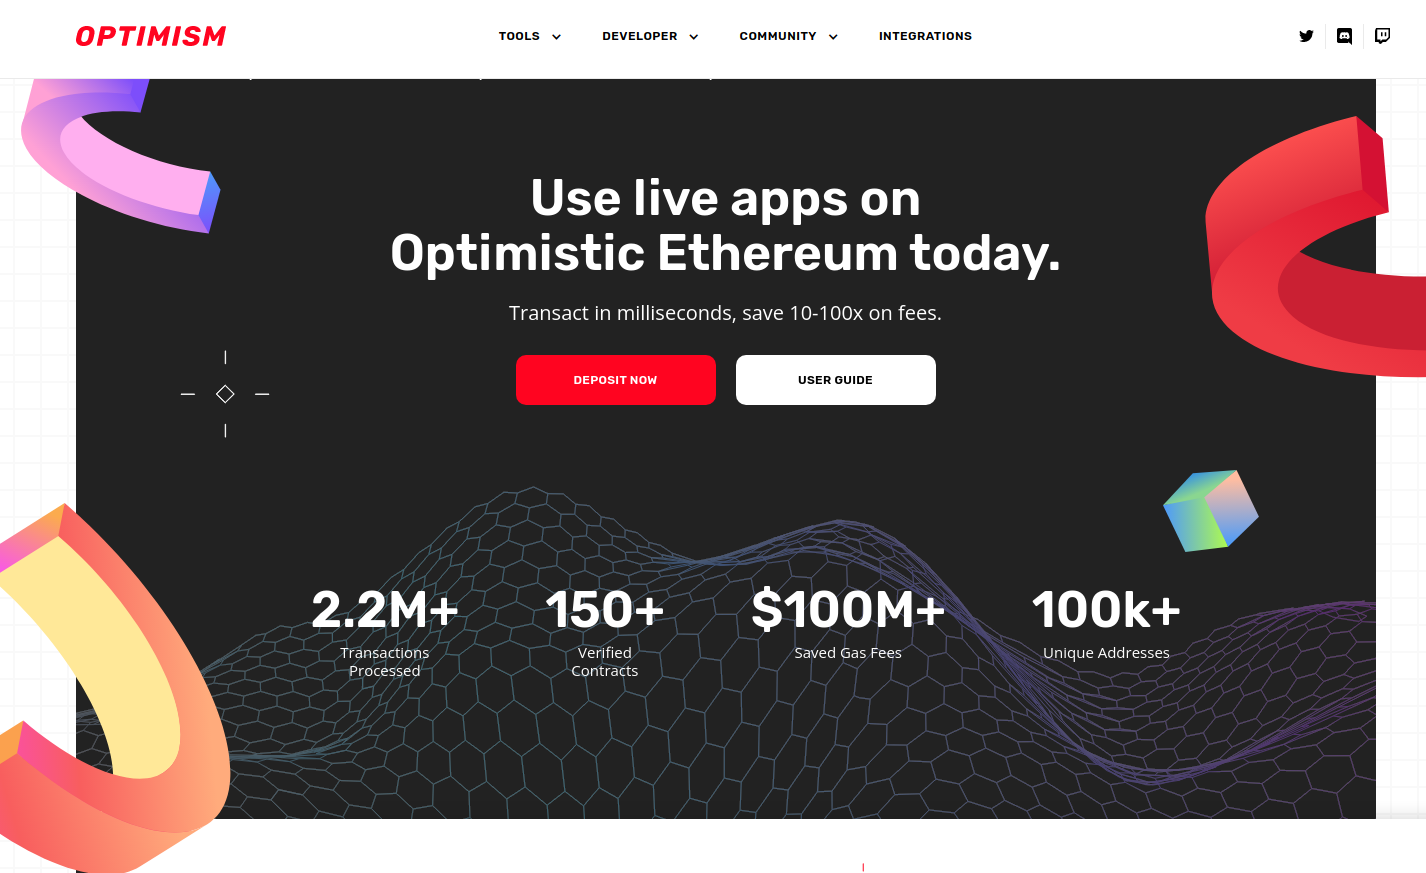 OPTIMISM
TOOLS
DEVELOPER
COMMUNITY
INTEGRATIONS
Use live apps on
Optimistic Ethereum today.
Transact in milliseconds, save 10-100x on fees.
DEPOSIT NOW
USER GUIDE
2.2M+
Transactions
Processed
150+
Verified
Contracts
$100M+
Saved Gas Fees
100k+
Unique Addresses